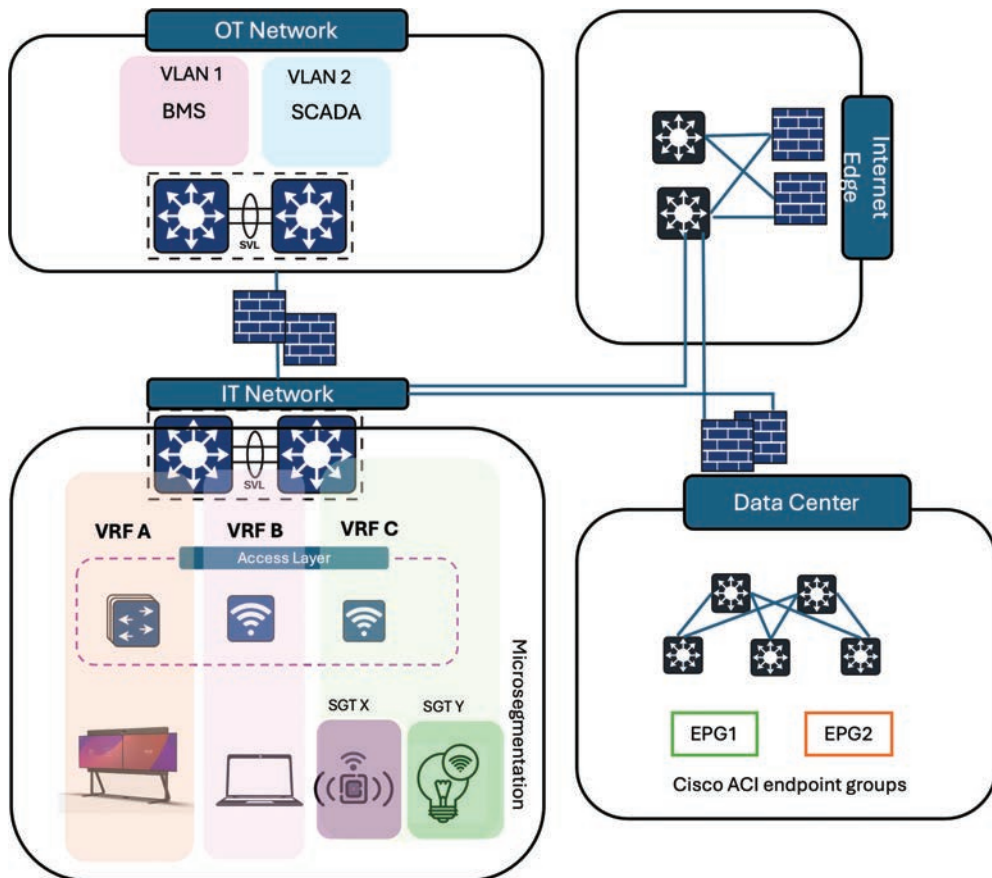 OT Network
VLAN 1
BMS
VLAN 2
SCADA
SVL
Internet
Edge
IT Network
SVL
VRF A
VRF B
VRF C
Access Layer
SGT X
SGT Y
Microsegmentation
Data Center
EPG1
EPG2
Cisco ACI endpoint groups